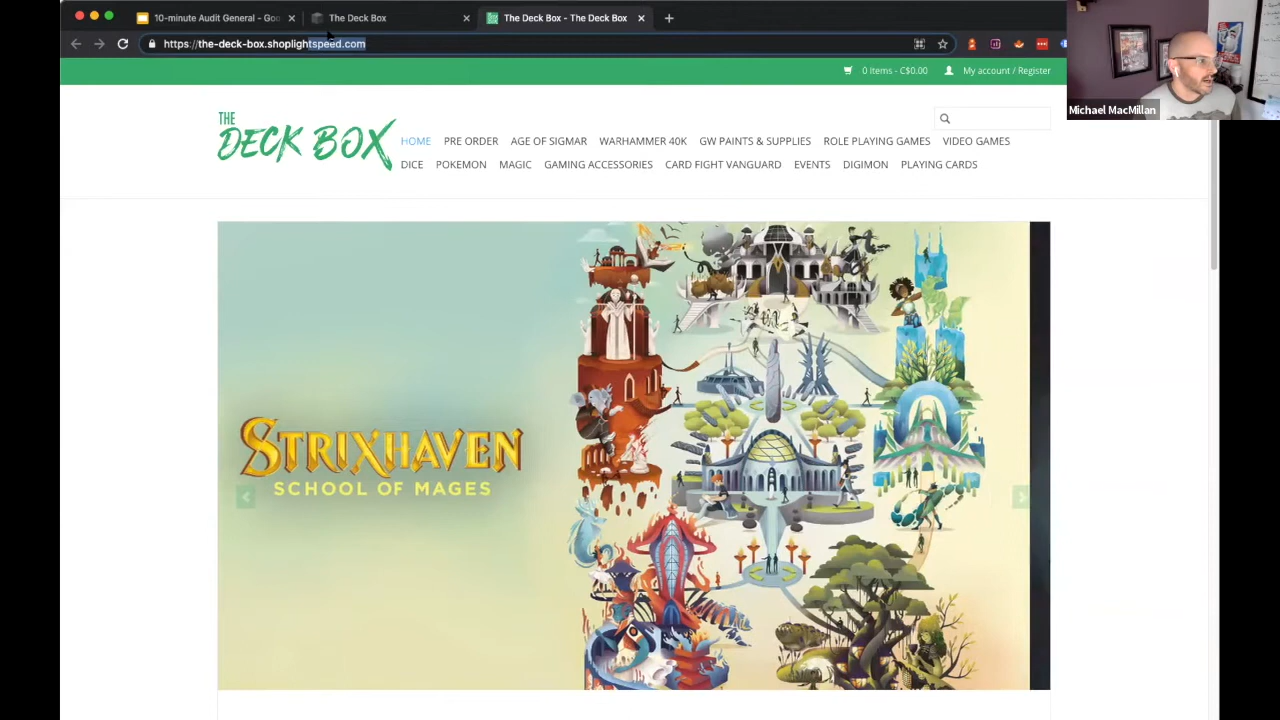 10-minute Audit General - Goo
The Deck Box
The Deck Box - The Deck Box
https://the-deck-box.shoplightspeed.com
0 Items - C$0.00
My account / Register
Michael MacMillan
THE DECK BOX
HOME
PRE ORDER
AGE OF SIGMAR
WARHAMMER 40K
GW PAINTS & SUPPLIES
ROLE PLAYING GAMES
VIDEO GAMES
DICE
POKEMON
MAGIC
GAMING ACCESSORIES
CARD FIGHT VANGUARD
EVENTS
DIGIMON
PLAYING CARDS
STRIXHAVEN
SCHOOL OF MAGES